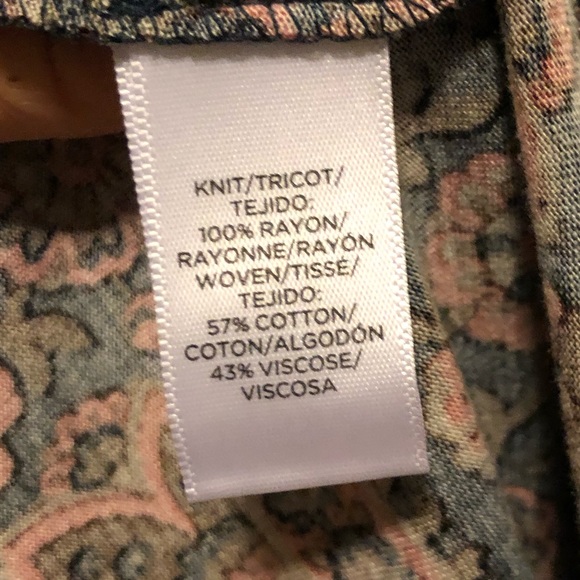 KNIT/TRICOT/
TEJIDO:
100% RAYON/
RAYONNE/RAYÓN
WOVEN/TISSÉ/
TEJIDO:
57% COTTON/
COTON/ALGODÓN
43% VISCOSE/
VISCOSA